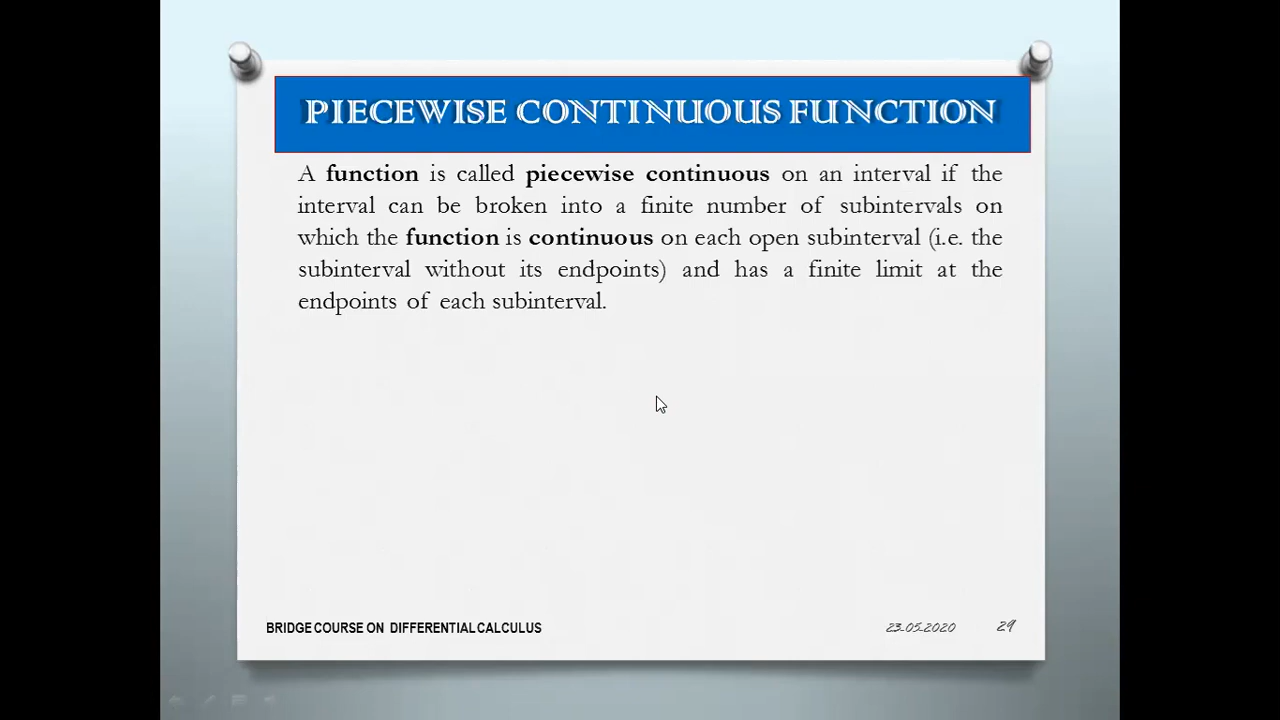 PIECEWISE CONTINUOUS FUNCTION
A function is called piecewise continuous on an interval if the
interval can be broken into a finite number of subintervals on
which the function is continuous on each open subinterval (i.e. the
subinterval without its endpoints) and has a finite limit at the
endpoints of each subinterval.
BRIDGE COURSE ON DIFFERENTIAL CALCULUS
23.05.2020
29